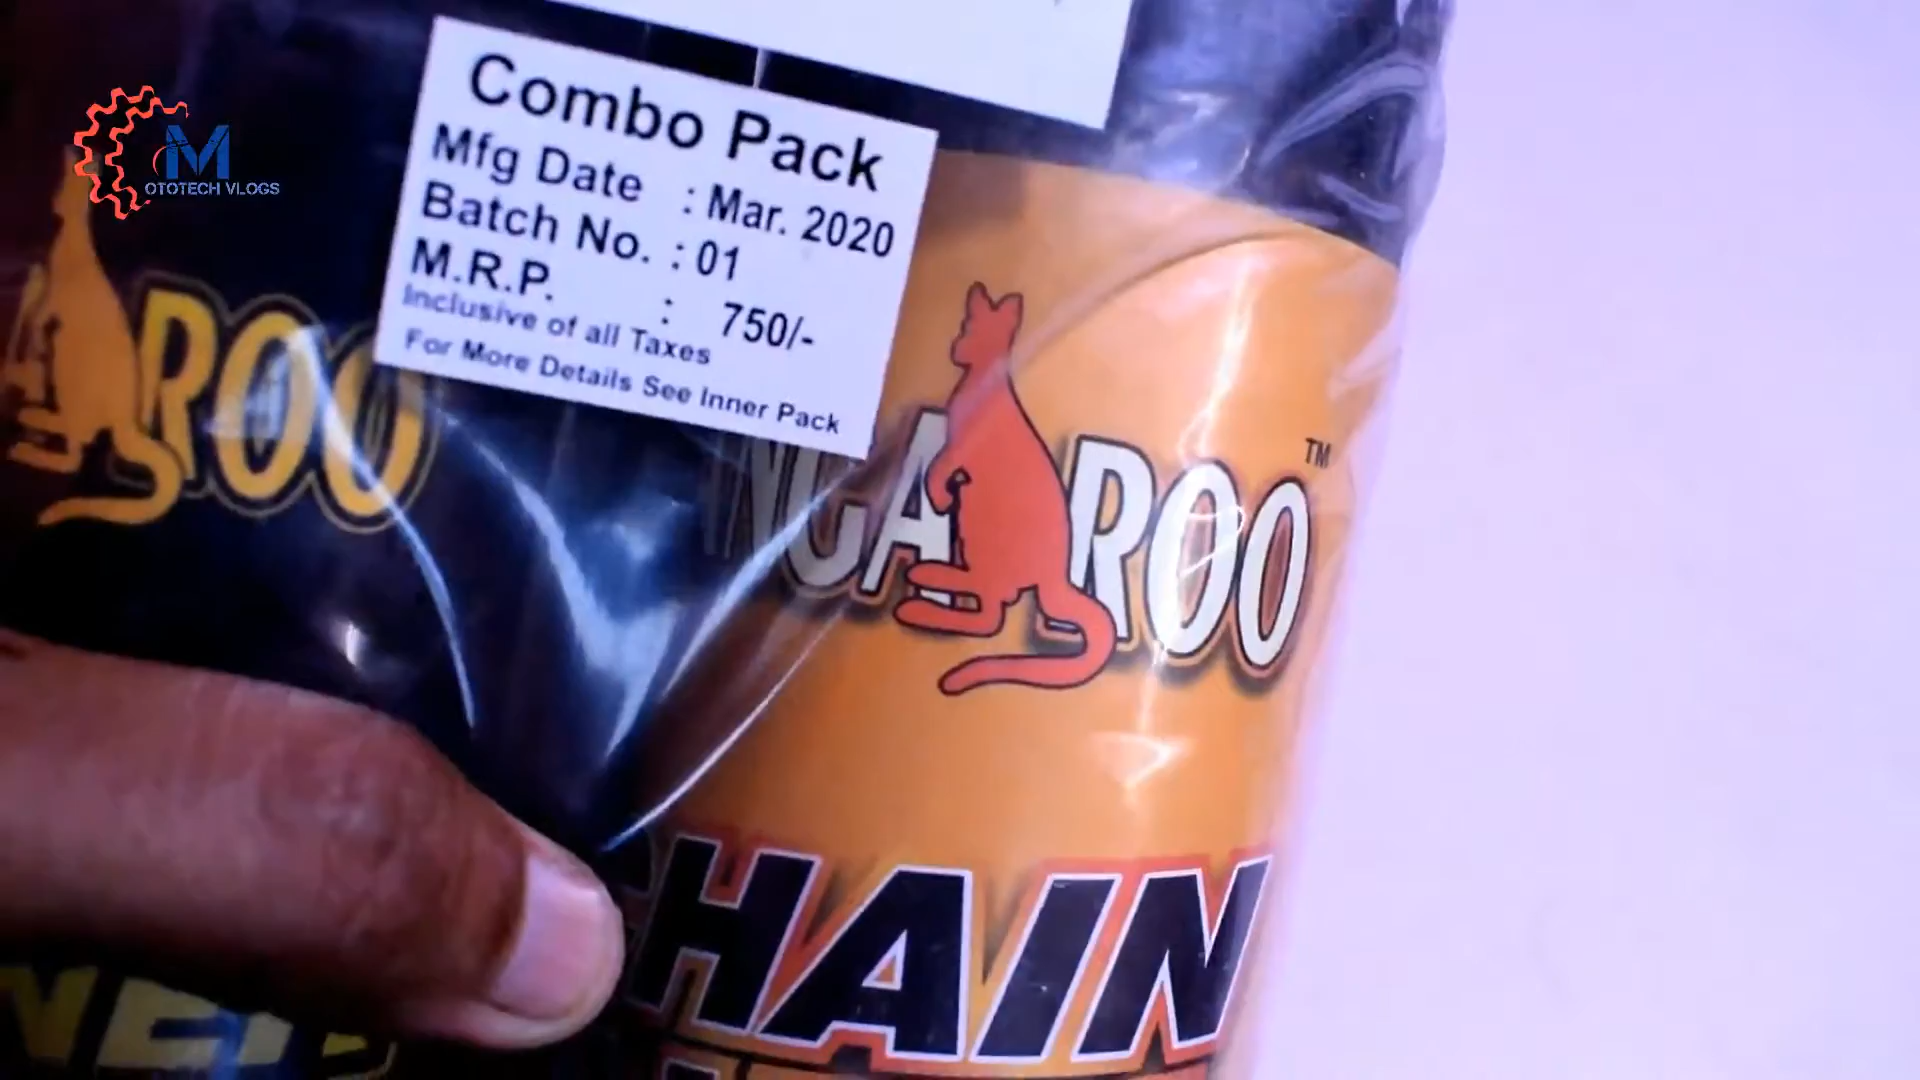 Combo Pack
Mfg Date : Mar. 2020
Batch No. : 01
M.R.P. : 750/-
Inclusive of all Taxes
For More Details See Inner Pack
M
OTOTECH VLOGS
ROO
NGAROO
TM
HAIN